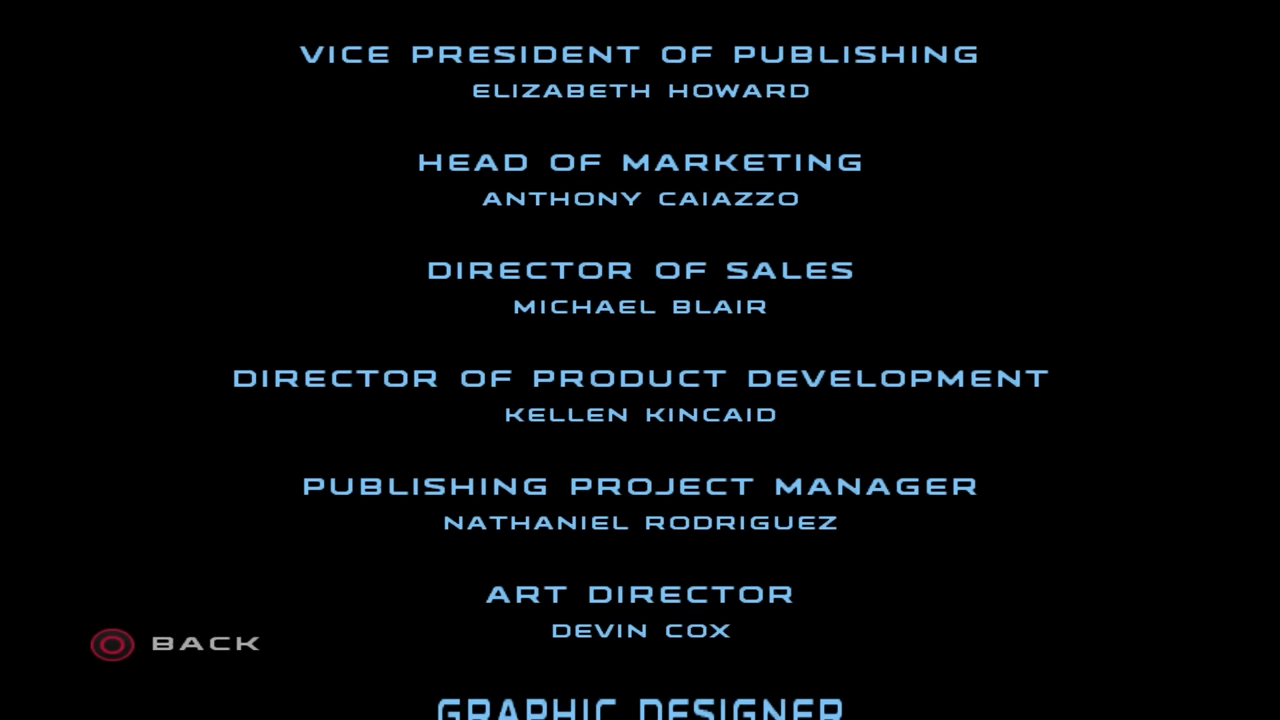 VICE PRESIDENT OF PUBLISHING
ELIZABETH HOWARD
HEAD OF MARKETING
ANTHONY CAIAZZO
DIRECTOR OF SALES
MICHAEL BLAIR
DIRECTOR OF PRODUCT DEVELOPMENT
KELLEN KINCAID
PUBLISHING PROJECT MANAGER
NATHANIEL RODRIGUEZ
ART DIRECTOR
DEVIN COX
BACK
GRAPHIC DESIGNER